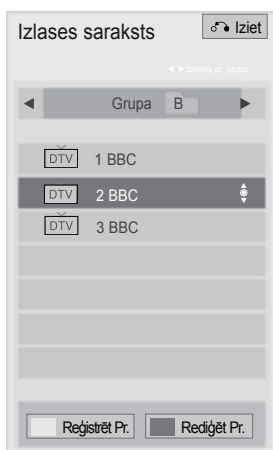 Izlases saraksts
Iziet
◄ ►Izlases pr. grupa
◄ Grupa B ►
DTV 1 BBC
DTV 2 BBC
DTV 3 BBC
Reģistrēt Pr. Rediģēt Pr.